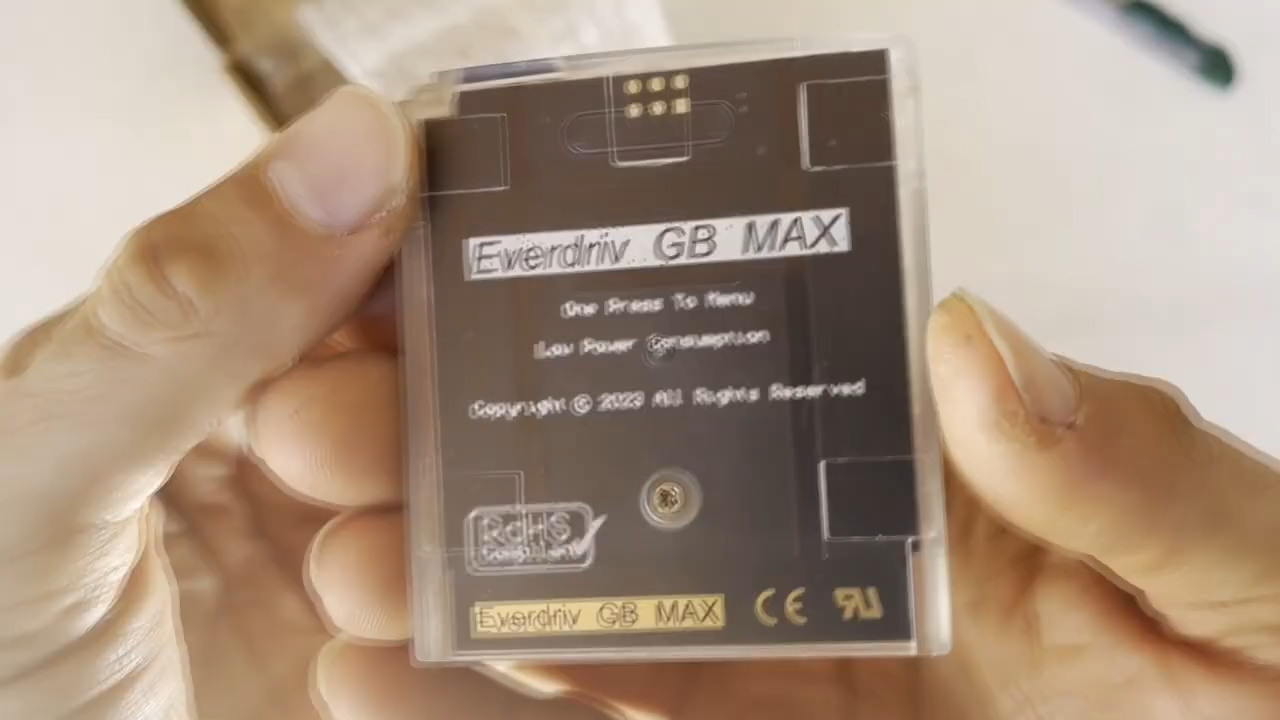 Everdriv GB MAX
One Press To Menu
Low Power Consumption
Copyright © 2023 All Rights Reserved
RoHS
Compliant
Everdriv GB MAX CE RU